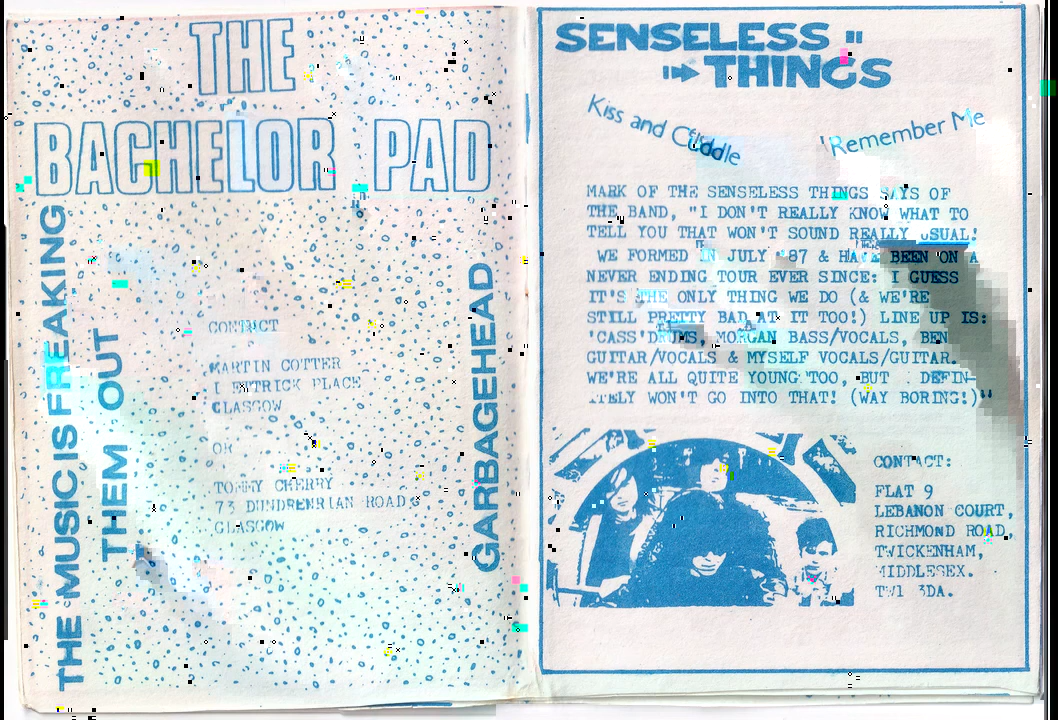 THE
BACHELOR PAD
THE MUSIC IS FREAKING
THEM OUT
GARBAGEHEAD
CONTACT
MARTIN COTTER
PLACE
GLASGOW
OR
TOMMY CHERRY
73 DUNDRENNAN ROAD
GLASGOW
SENSELESS
THINGS
Kiss and Cuddle
'Remember Me
MARK OF THE SENSELESS THINGS SAYS OF
THE BAND, "I DON'T REALLY KNOW WHAT TO
TELL YOU THAT WON'T SOUND REALLY USUAL!
WE FORMED IN JULY '87 & HAVE BEEN ON A
NEVER ENDING TOUR EVER SINCE: I GUESS
IT'S THE ONLY THING WE DO (& WE'RE
STILL PRETTY BAD AT IT TOO!) LINE UP IS:
'CASS' DRUMS, MORGAN BASS/VOCALS, BEN
GUITAR/VOCALS & MYSELF VOCALS/GUITAR.
WE'RE ALL QUITE YOUNG TOO, BUT DEFIN-
ITELY WON'T GO INTO THAT! (WAY BORING!)"
CONTACT:
FLAT 9
LEBANON COURT,
RICHMOND ROAD,
TWICKENHAM,
MIDDLESEX.
TW1 3DA.